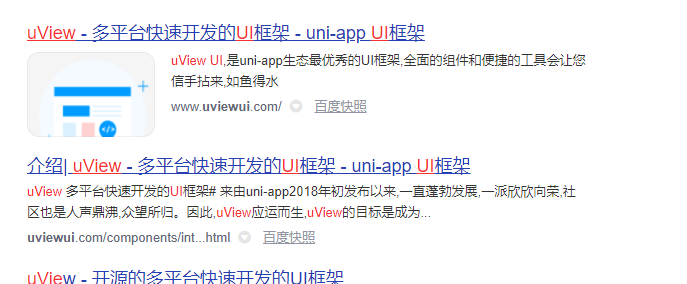 uView - 多平台快速开发的UI框架 - uni-app UI框架
uView UI,是uni-app生态最优秀的UI框架,全面的组件和便捷的工具会让您
信手拈来,如鱼得水
www.uviewui.com/ 百度快照
介绍| uView - 多平台快速开发的UI框架 - uni-app UI框架
uView 多平台快速开发的UI框架# 来由uni-app2018年初发布以来,一直蓬勃发展,一派欣欣向荣,社
区也是人声鼎沸,众望所归。因此,uView应运而生,uView的目标是成为...
uviewui.com/components/int...html 百度快照
uView - 开源的多平台快速开发的UI框架